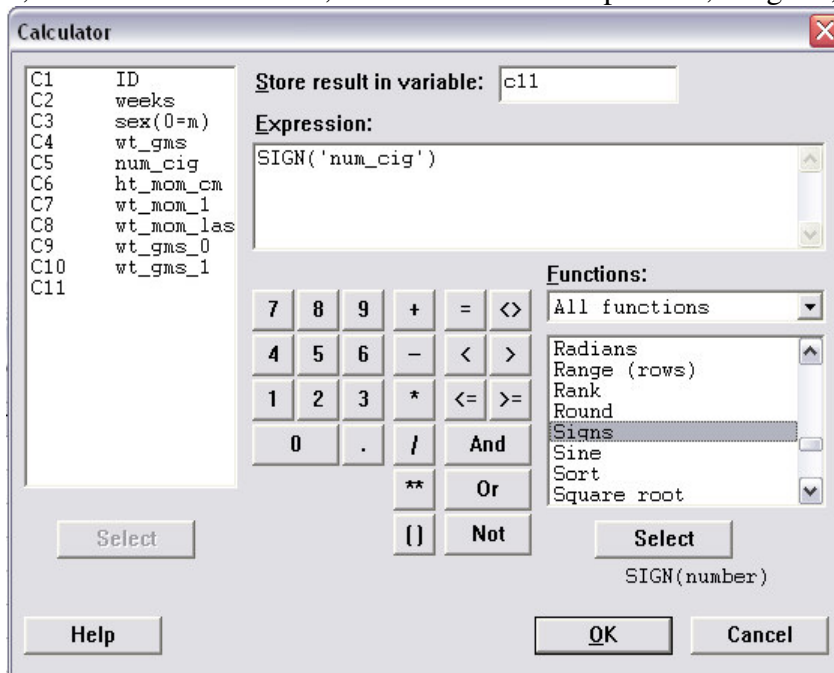 Calculator
C1 ID
C2 weeks
C3 sex(0=m)
C4 wt_gms
C5 num_cig
C6 ht_mom_cm
C7 wt_mom_1
C8 wt_mom_las
C9 wt_gms_0
C10 wt_gms_1
C11
Store result in variable: c11
Expression:
SIGN('num_cig')
Functions:
All functions
7 8 9 + = <>
4 5 6 - < >
1 2 3 * <= >=
0 . / And
** Or
() Not
Radians
Range (rows)
Rank
Round
Signs
Sine
Sort
Square root
Select
Select
SIGN(number)
Help
OK
Cancel